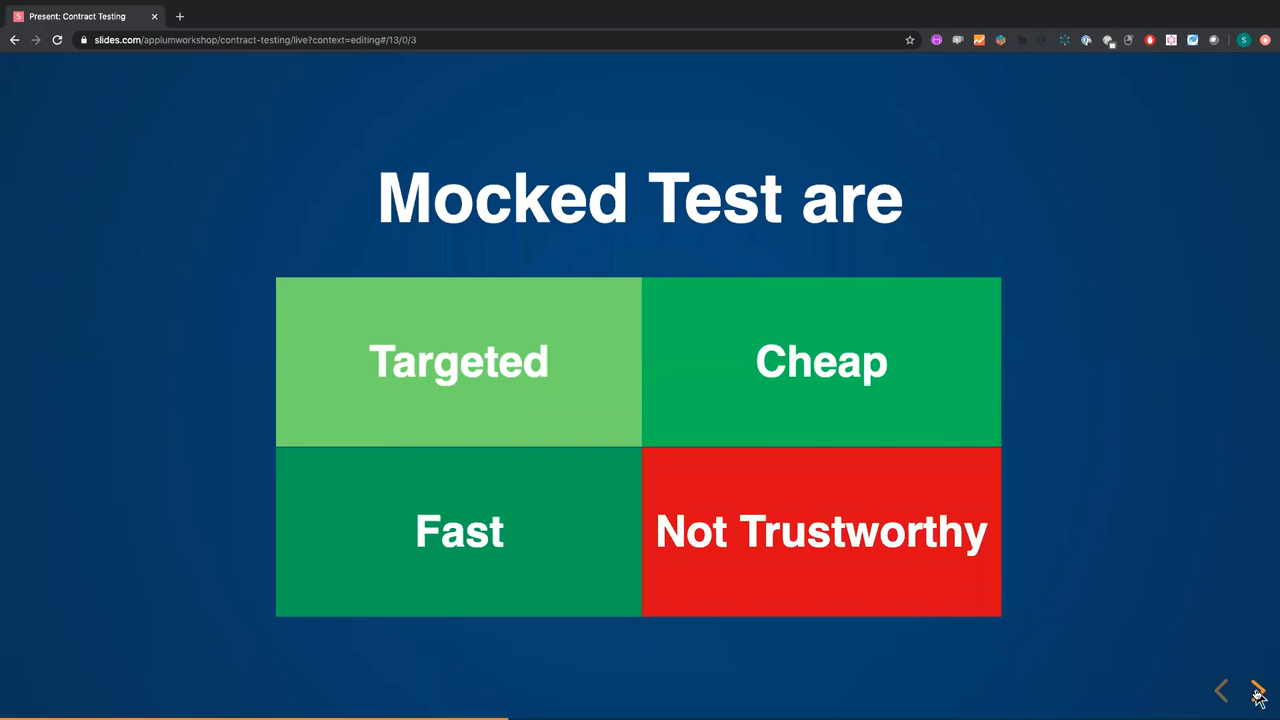 Present: Contract Testing
slides.com/appiumworkshop/contract-testing/live?context=editing#/13/0/3
Mocked Test are
Targeted
Cheap
Fast
Not Trustworthy